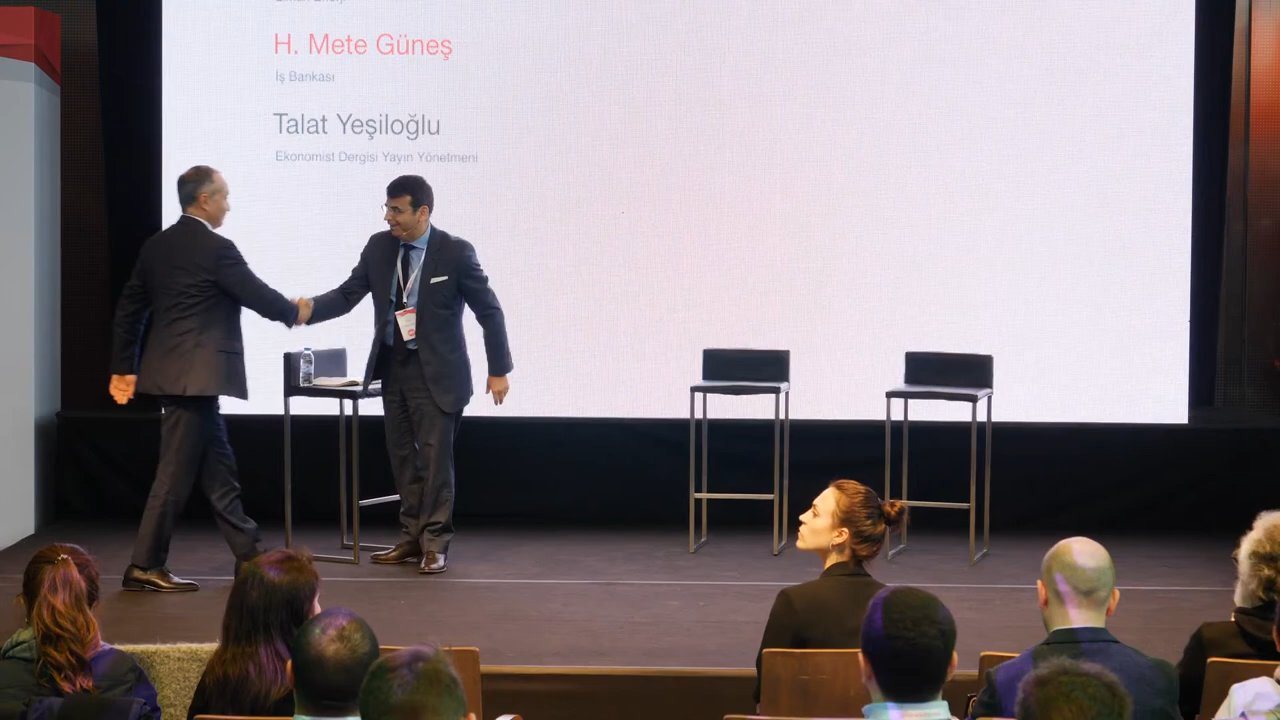 H. Mete Güneş
İş Bankası
Talat Yeşiloğlu
Ekonomist Dergisi Yayın Yönetmeni